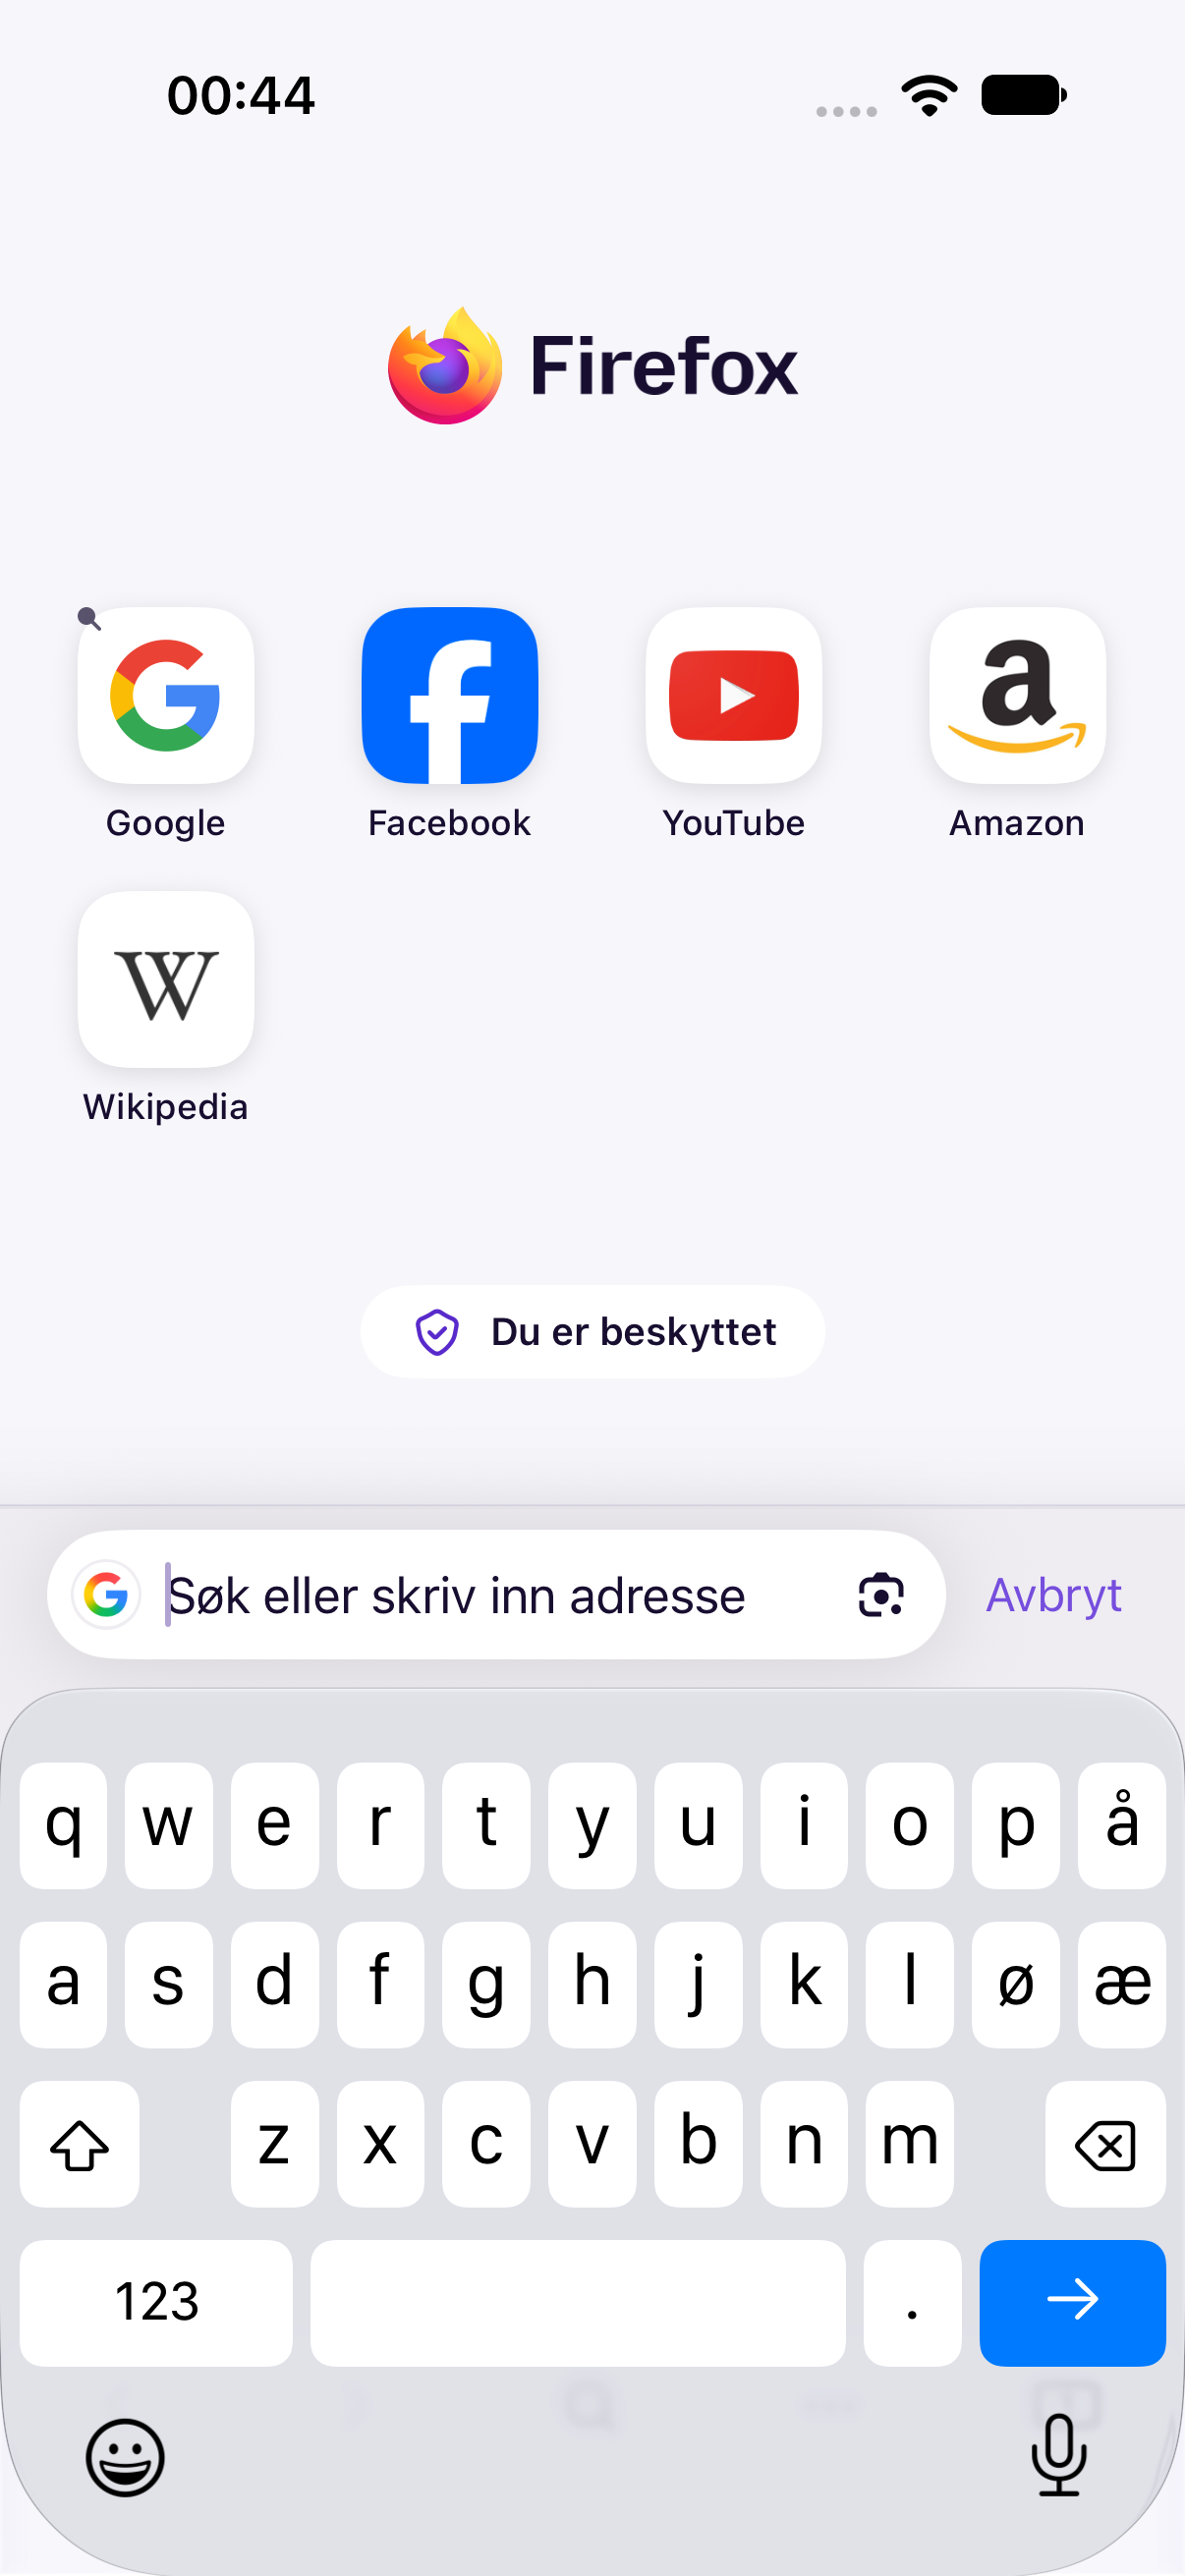 00:44
Firefox
Google Facebook YouTube Amazon
Wikipedia
Du er beskyttet
Søk eller skriv inn adresse Avbryt
q w e r t y u i o p å
a s d f g h j k l ø æ
z x c v b n m
123 .